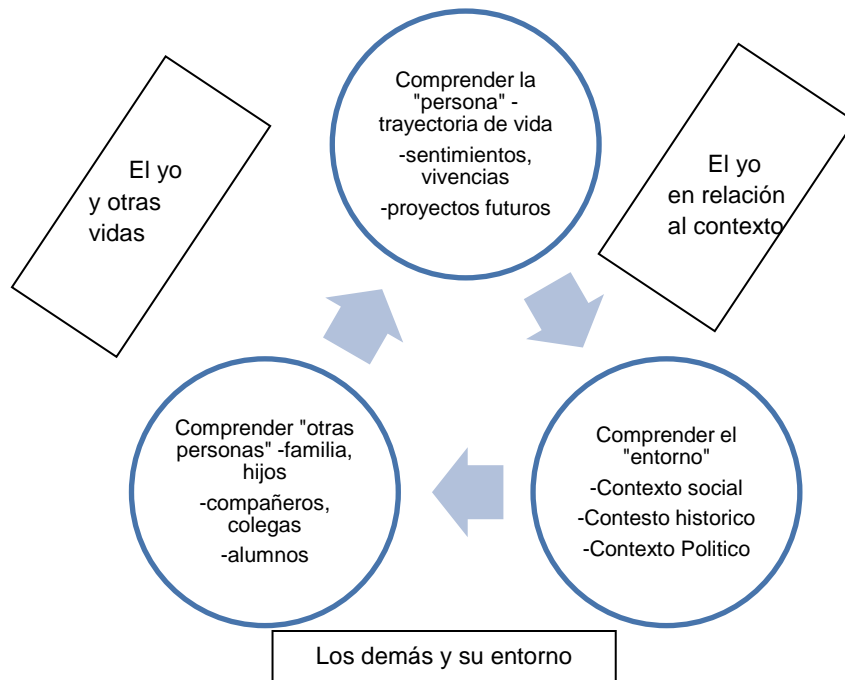 Comprender la
"persona" -
trayectoria de vida
-sentimientos,
vivencias
-proyectos futuros
El yo
y otras
vidas
El yo
en relación
al contexto
Comprender "otras
personas" -familia,
hijos
-compañeros,
colegas
-alumnos
Comprender el
"entorno"
-Contexto social
-Contesto historico
-Contexto Politico
Los demás y su entorno